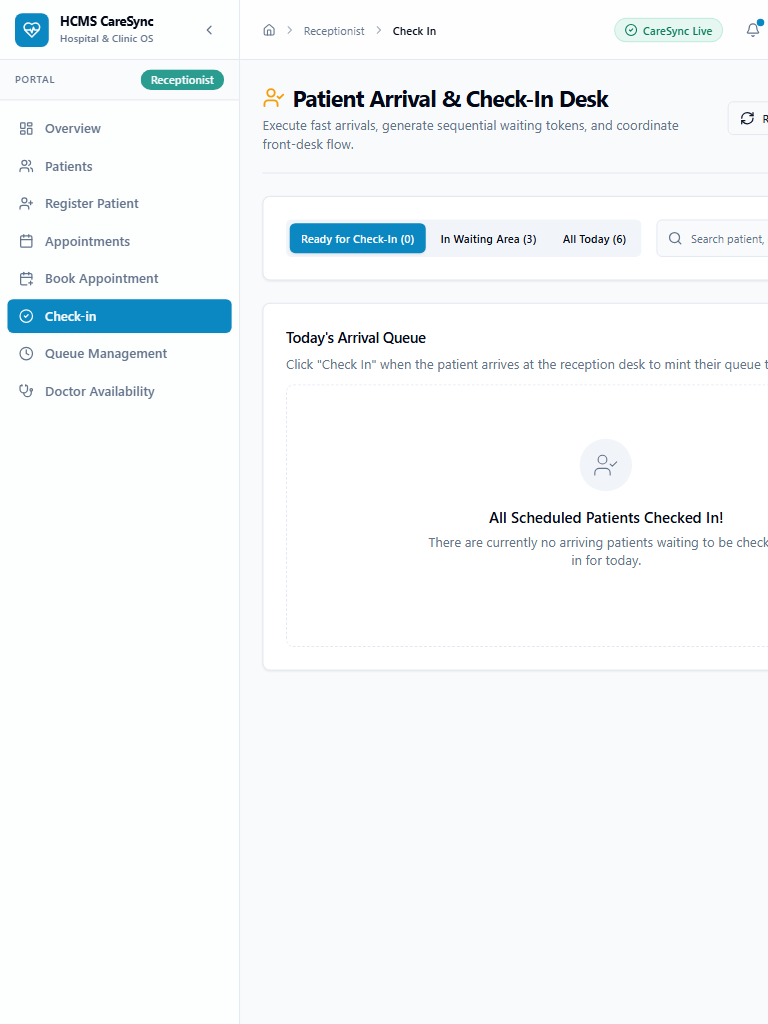 HCMS CareSync
Hospital & Clinic OS
PORTAL
Receptionist
Overview
Patients
Register Patient
Appointments
Book Appointment
Check-in
Queue Management
Doctor Availability
Receptionist
Check In
CareSync Live
Patient Arrival & Check-In Desk
Execute fast arrivals, generate sequential waiting tokens, and coordinate
front-desk flow.
Ready for Check-In (0)
In Waiting Area (3)
All Today (6)
Search patient,
Today's Arrival Queue
Click "Check In" when the patient arrives at the reception desk to mint their queue
All Scheduled Patients Checked In!
There are currently no arriving patients waiting to be
in for today.